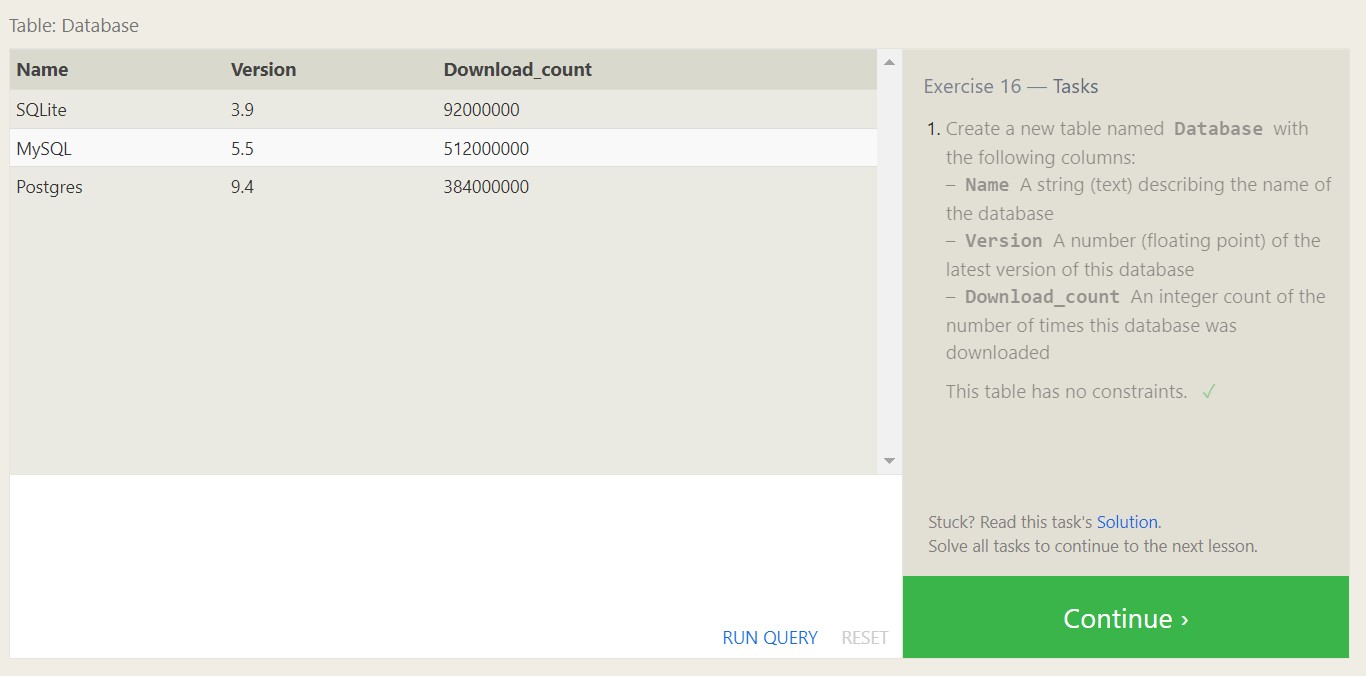 Table: Database
Name Version Download_count
SQLite 3.9 92000000
MySQL 5.5 512000000
Postgres 9.4 384000000
RUN QUERY RESET
Exercise 16 — Tasks
1. Create a new table named Database with
the following columns:
– Name A string (text) describing the name of
the database
– Version A number (floating point) of the
latest version of this database
– Download_count An integer count of the
number of times this database was
downloaded
This table has no constraints. ✓
Stuck? Read this task's Solution.
Solve all tasks to continue to the next lesson.
Continue ›